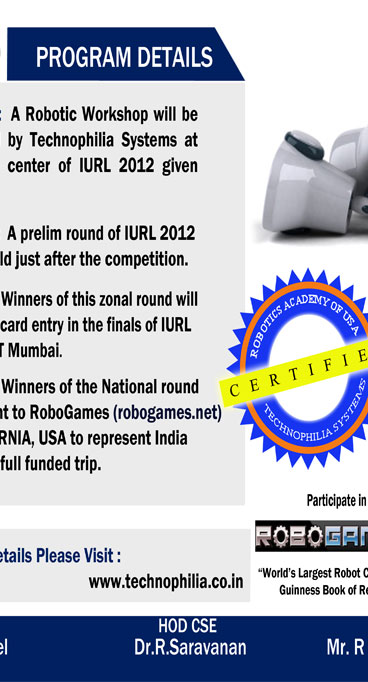 PROGRAM DETAILS
: A Robotic Workshop will be
by Technophilia Systems at
center of IURL 2012 given
A prelim round of IURL 2012
ld just after the competition.
Winners of this zonal round will
card entry in the finals of IURL
T Mumbai.
Winners of the National round
nt to RoboGames (robogames.net)
RNIA, USA to represent India
full funded trip.
ROBOTICS ACADEMY OF USA
CERTIFIE
TECHNOPHILIA SYSTEMS
Participate in
ROBOGAM
"World's Largest Robot C
Guinness Book of Re
etails Please Visit :
www.technophilia.co.in
HOD CSE
el Dr.R.Saravanan Mr. R